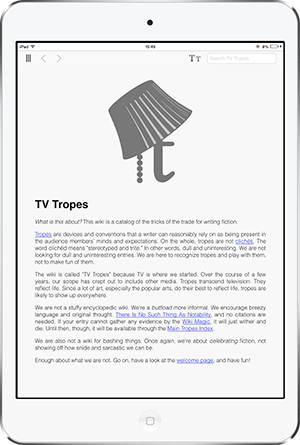 iPad
15:49
Search TV Tropes
TT
t
TV Tropes
What is this about? This wiki is a catalog of the tricks of the trade for writing fiction.
Tropes are devices and conventions that a writer can reasonably rely on as being present in
the audience members' minds and expectations. On the whole, tropes are not clichés. The
word clichéd means "stereotyped and trite." In other words, dull and uninteresting. We are not
looking for dull and uninteresting entries. We are here to recognize tropes and play with them,
not to make fun of them.
The wiki is called "TV Tropes" because TV is where we started. Over the course of a few
years, our scope has crept out to include other media. Tropes transcend television. They
reflect life. Since a lot of art, especially the popular arts, do their best to reflect life, tropes are
likely to show up everywhere.
We are not a stuffy encyclopedic wiki. We're a buttload more informal. We encourage breezy
language and original thought. There Is No Such Thing As Notability, and no citations are
needed. If your entry cannot gather any evidence by the Wiki Magic, it will just wither and
die. Until then, though, it will be available through the Main Tropes Index.
We are also not a wiki for bashing things. Once again, we're about celebrating fiction, not
showing off how snide and sarcastic we can be.
Enough about what we are not. Go on, have a look at the welcome page, and have fun!